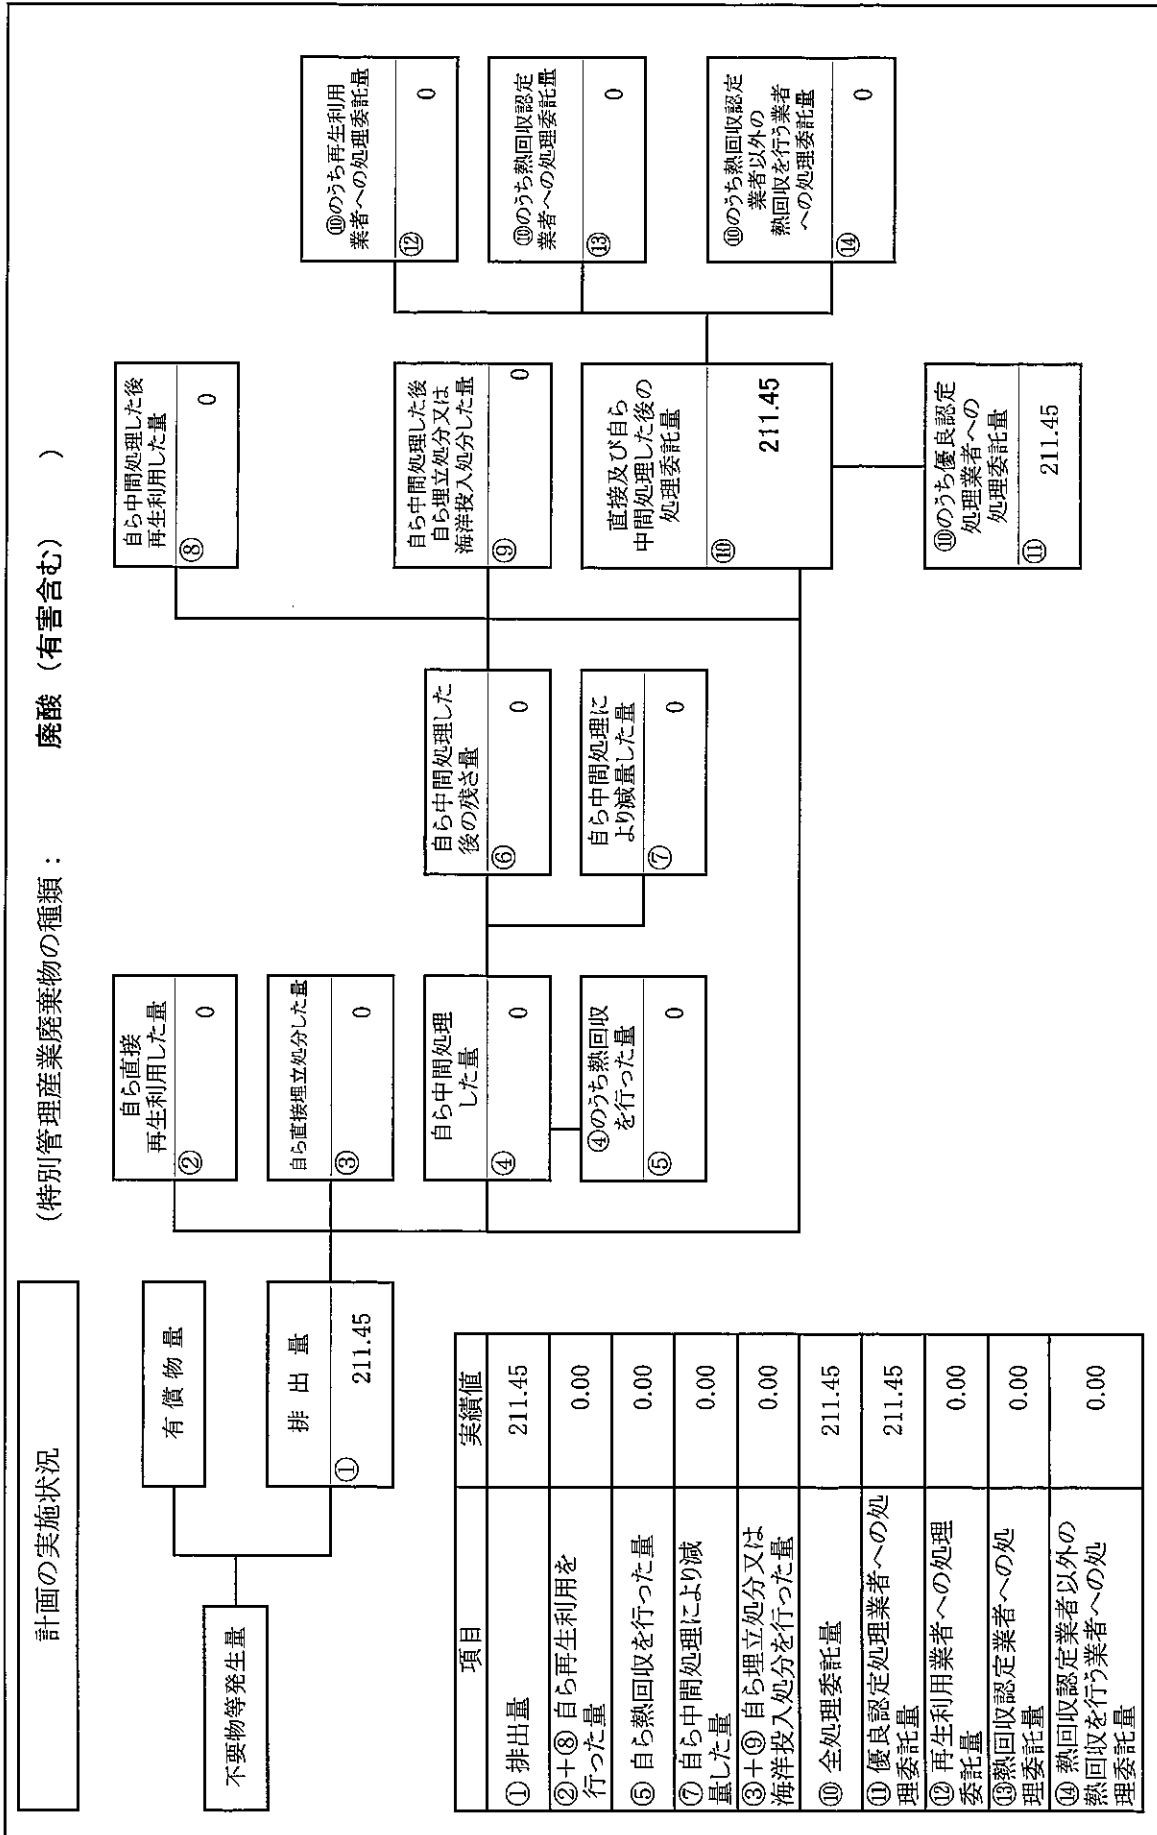 計画の実施状況
(特別管理産業廃棄物の種類: 廃酸 (有害含む) )
不要物等発生量
有償物量
排出量
① 211.45
自ら直接
再生利用した量
② 0
自ら直接埋立処分した量
③ 0
自ら中間処理
した量
④ 0
④のうち熱回収
を行った量
⑤ 0
自ら中間処理した
後の残さ量
⑥ 0
自ら中間処理に
より減量した量
⑦ 0
自ら中間処理した後
再生利用した量
⑧ 0
自ら中間処理した後
自ら埋立処分又は
海洋投入処分した量
⑨ 0
直接及び自ら
中間処理した後の
処理委託量
⑩ 211.45
⑩のうち優良認定
処理業者への
処理委託量
⑪ 211.45
⑩のうち再生利用
業者への処理委託量
⑫ 0
⑩のうち熱回収認定
業者への処理委託量
⑬ 0
⑩のうち熱回収認定
業者以外の
熱回収を行う業者
への処理委託量
⑭ 0
項目 実績値
① 排出量 211.45
②+⑧ 自ら再生利用を
行った量 0.00
⑤ 自ら熱回収を行った量 0.00
⑦ 自ら中間処理により減
量した量 0.00
③+⑨ 自ら埋立処分又は
海洋投入処分を行った量 0.00
⑩ 全処理委託量 211.45
⑪ 優良認定処理業者への処
理委託量 211.45
⑫ 再生利用業者への処理
委託量 0.00
⑬熱回収認定業者への処
理委託量 0.00
⑭ 熱回収認定業者以外の
熱回収を行う業者への処
理委託量 0.00